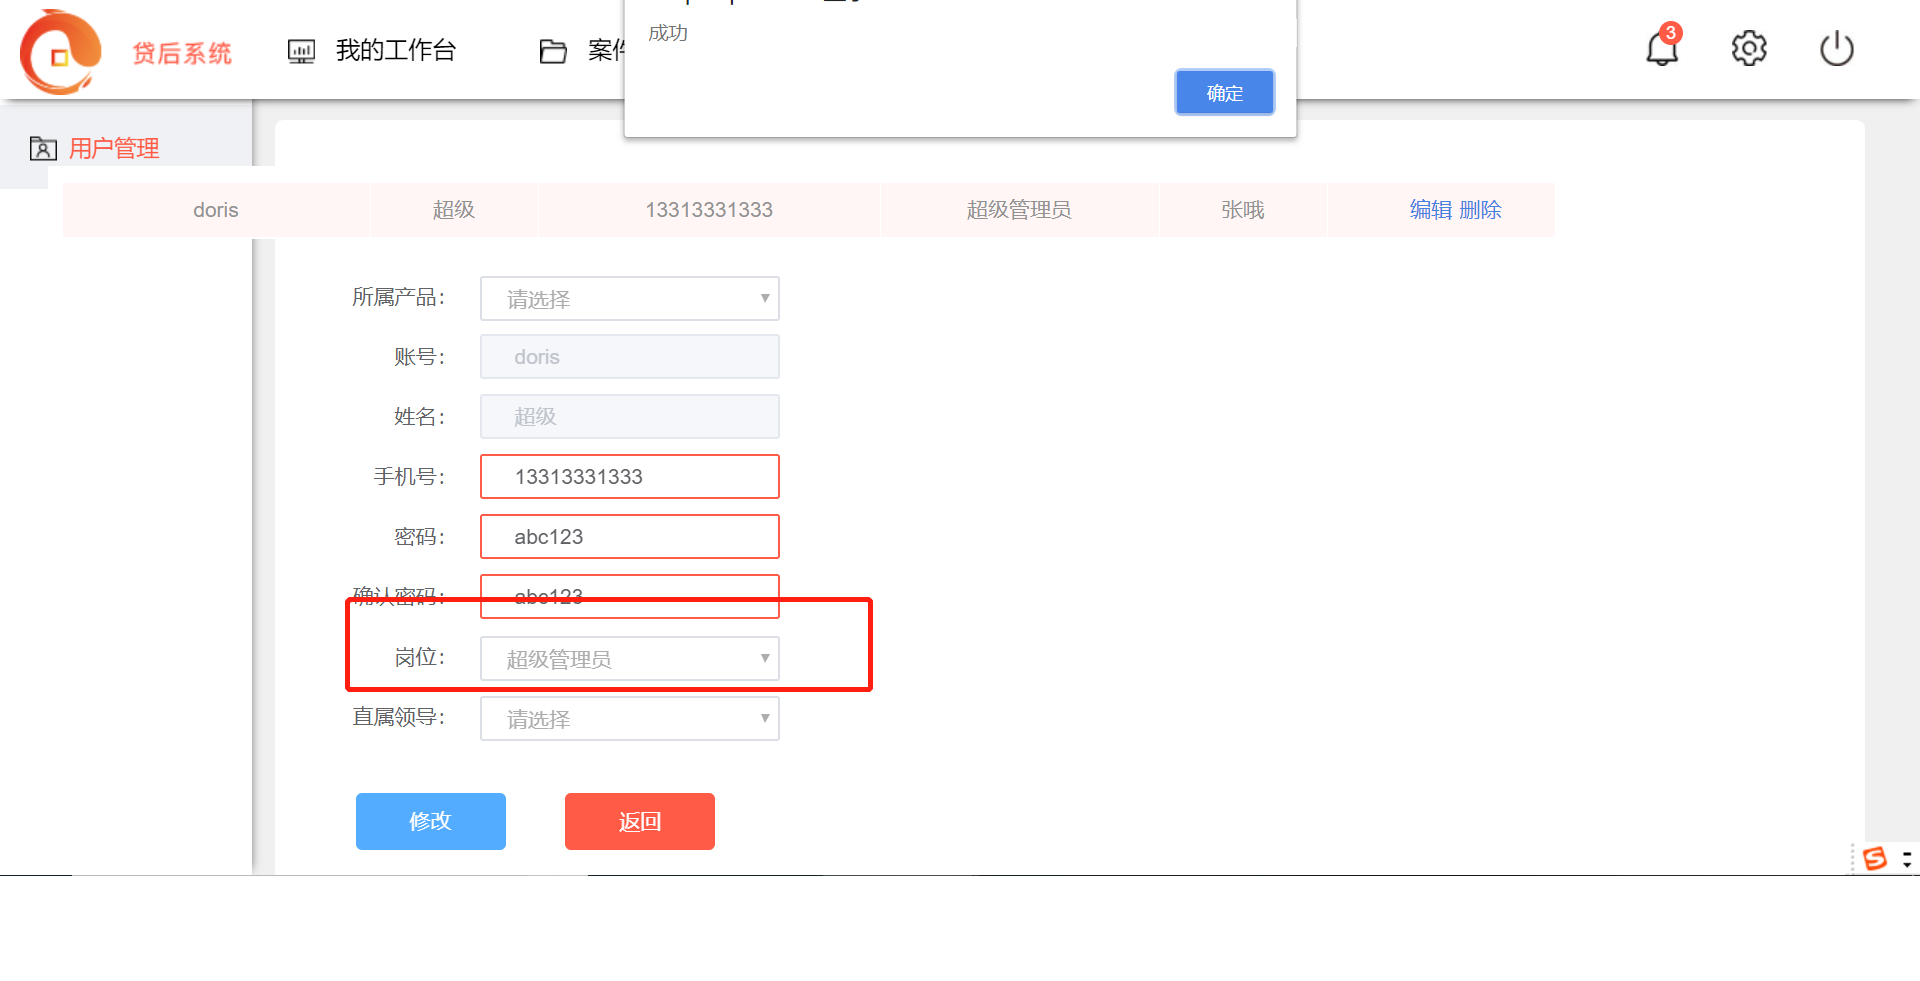 成功
确定
贷后系统
我的工作台
案件
3
用户管理
doris 超级 13313331333 超级管理员 张哦 编辑 删除
所属产品： 请选择
账号： doris
姓名： 超级
手机号： 13313331333
密码： abc123
确认密码： abc123
岗位： 超级管理员
直属领导： 请选择
修改 返回